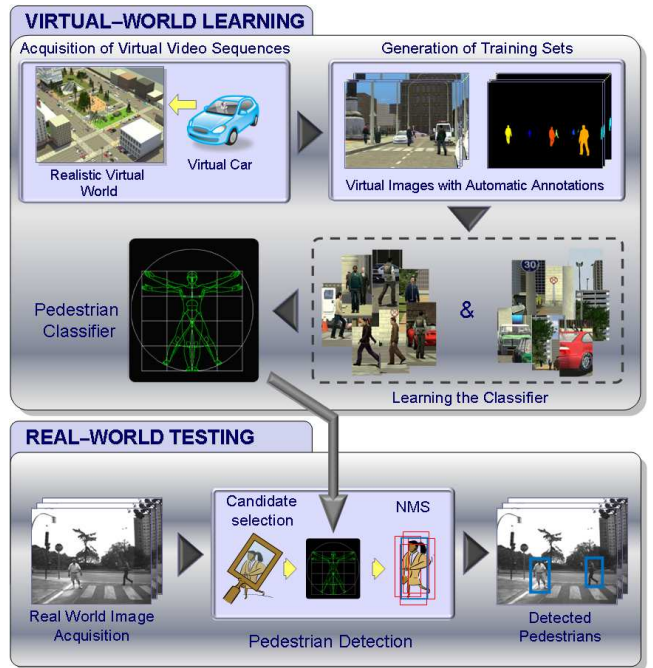 VIRTUAL–WORLD LEARNING
Acquisition of Virtual Video Sequences
Generation of Training Sets
Realistic Virtual
World
Virtual Car
Virtual Images with Automatic Annotations
Pedestrian
Classifier
30
&
Learning the Classifier
REAL–WORLD TESTING
Candidate
selection
NMS
Real World Image
Acquisition
Pedestrian Detection
Detected
Pedestrians